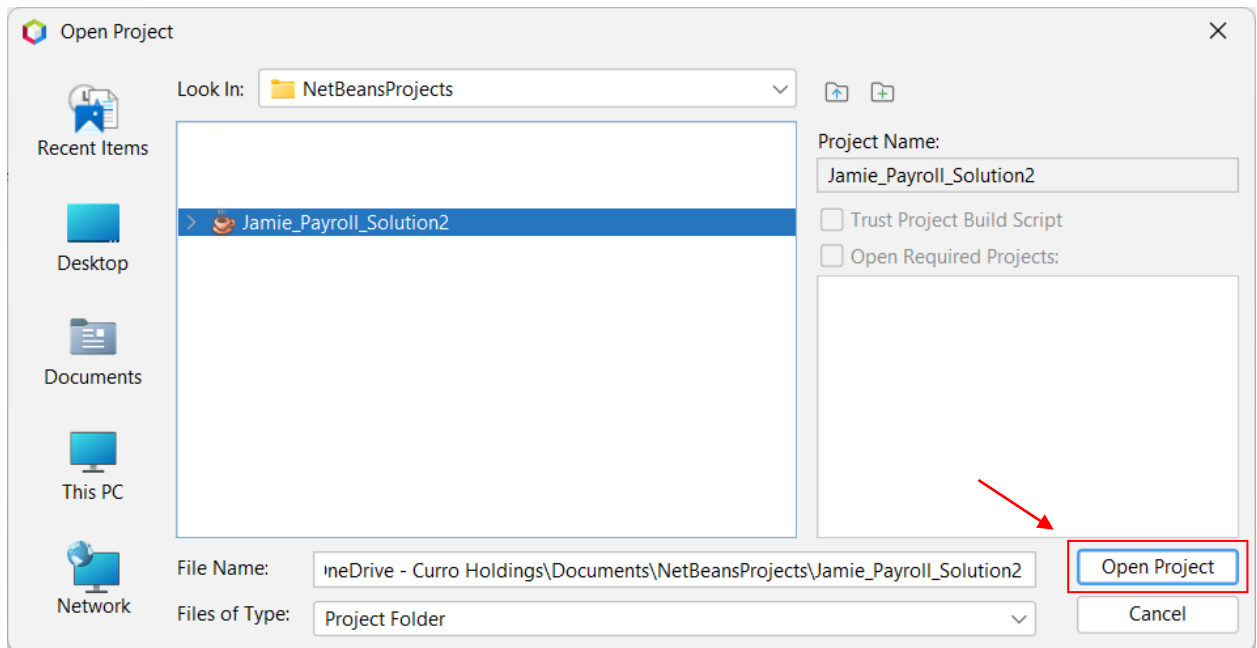 Open Project
Look In: NetBeansProjects
Recent Items
Desktop
Documents
This PC
Network
Jamie_Payroll_Solution2
Project Name:
Jamie_Payroll_Solution2
Trust Project Build Script
Open Required Projects:
File Name: neDrive - Curro Holdings\Documents\NetBeansProjects\Jamie_Payroll_Solution2
Open Project
Files of Type: Project Folder
Cancel